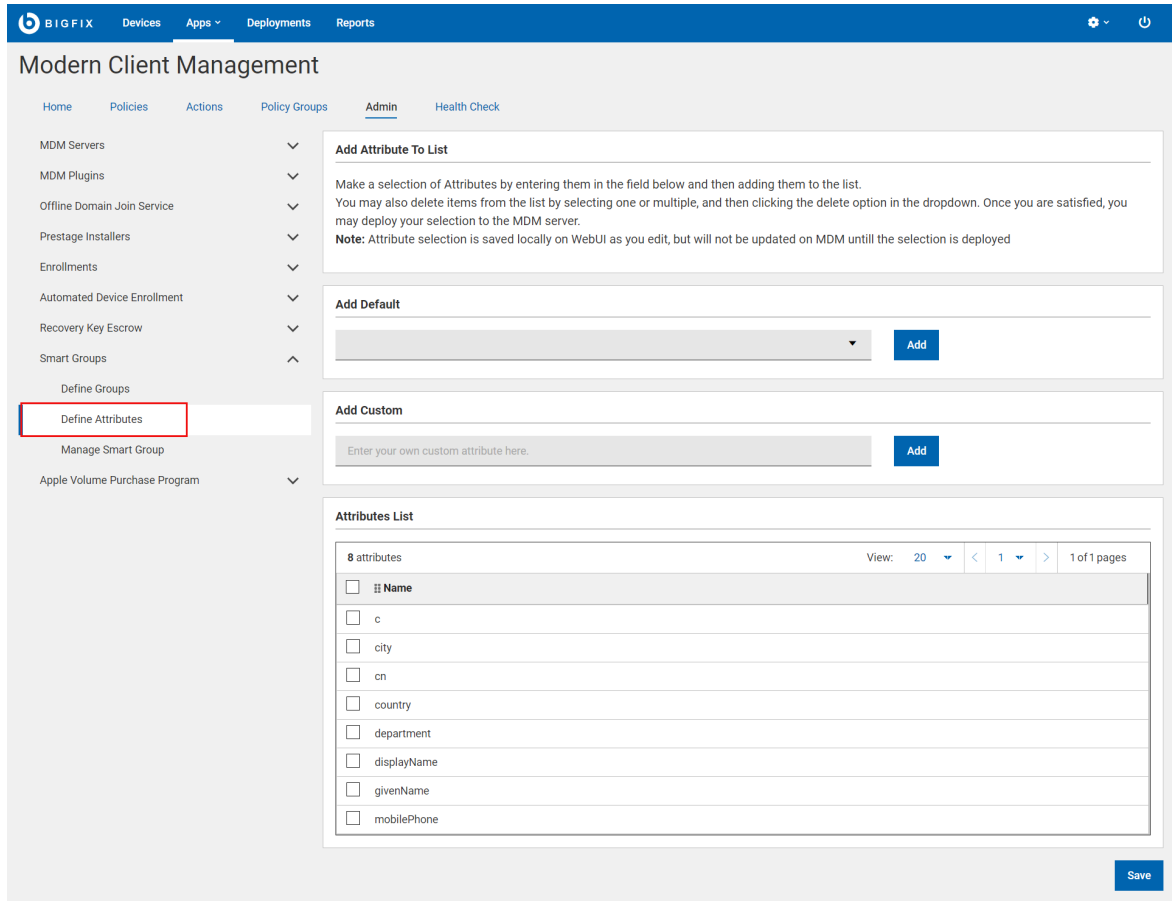 BIGFIX Devices Apps Deployments Reports
Modern Client Management
Home Policies Actions Policy Groups Admin Health Check
MDM Servers
MDM Plugins
Offline Domain Join Service
Prestage Installers
Enrollments
Automated Device Enrollment
Recovery Key Escrow
Smart Groups
Define Groups
Define Attributes
Manage Smart Group
Apple Volume Purchase Program
Add Attribute To List
Make a selection of Attributes by entering them in the field below and then adding them to the list.
You may also delete items from the list by selecting one or multiple, and then clicking the delete option in the dropdown. Once you are satisfied, you
may deploy your selection to the MDM server.
Note: Attribute selection is saved locally on WebUI as you edit, but will not be updated on MDM untill the selection is deployed
Add Default
Add
Add Custom
Enter your own custom attribute here. Add
Attributes List
8 attributes View: 20 < 1 > 1 of 1 pages
Name
c
city
cn
country
department
displayName
givenName
mobilePhone
Save